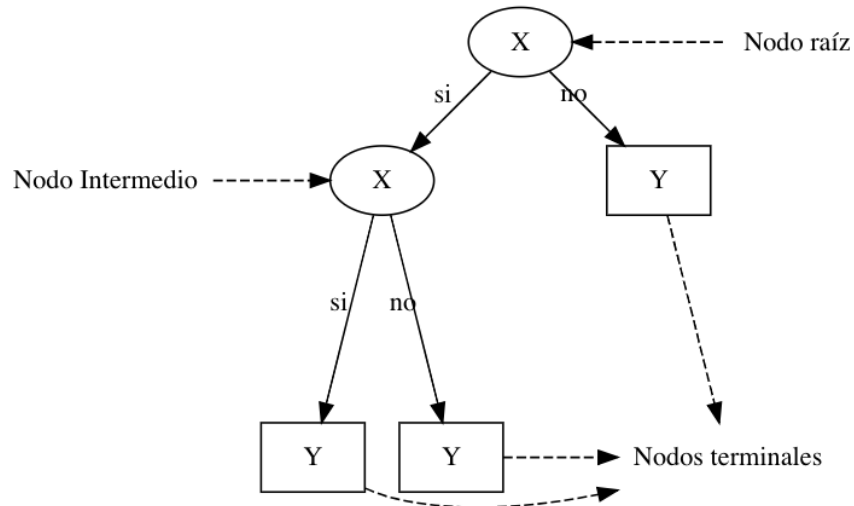 X
Nodo raíz
si
no
Nodo Intermedio
X
Y
si
no
Y
Y
Nodos terminales